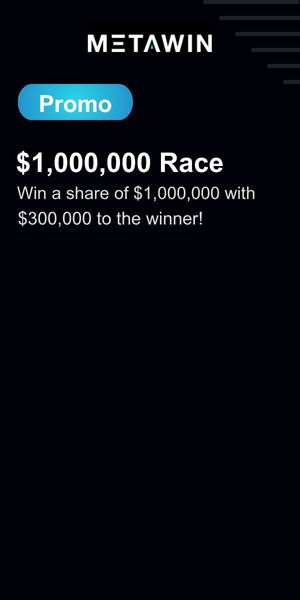 METAWIN
Promo
$1,000,000 Race
Win a share of $1,000,000 with
$300,000 to the winner!